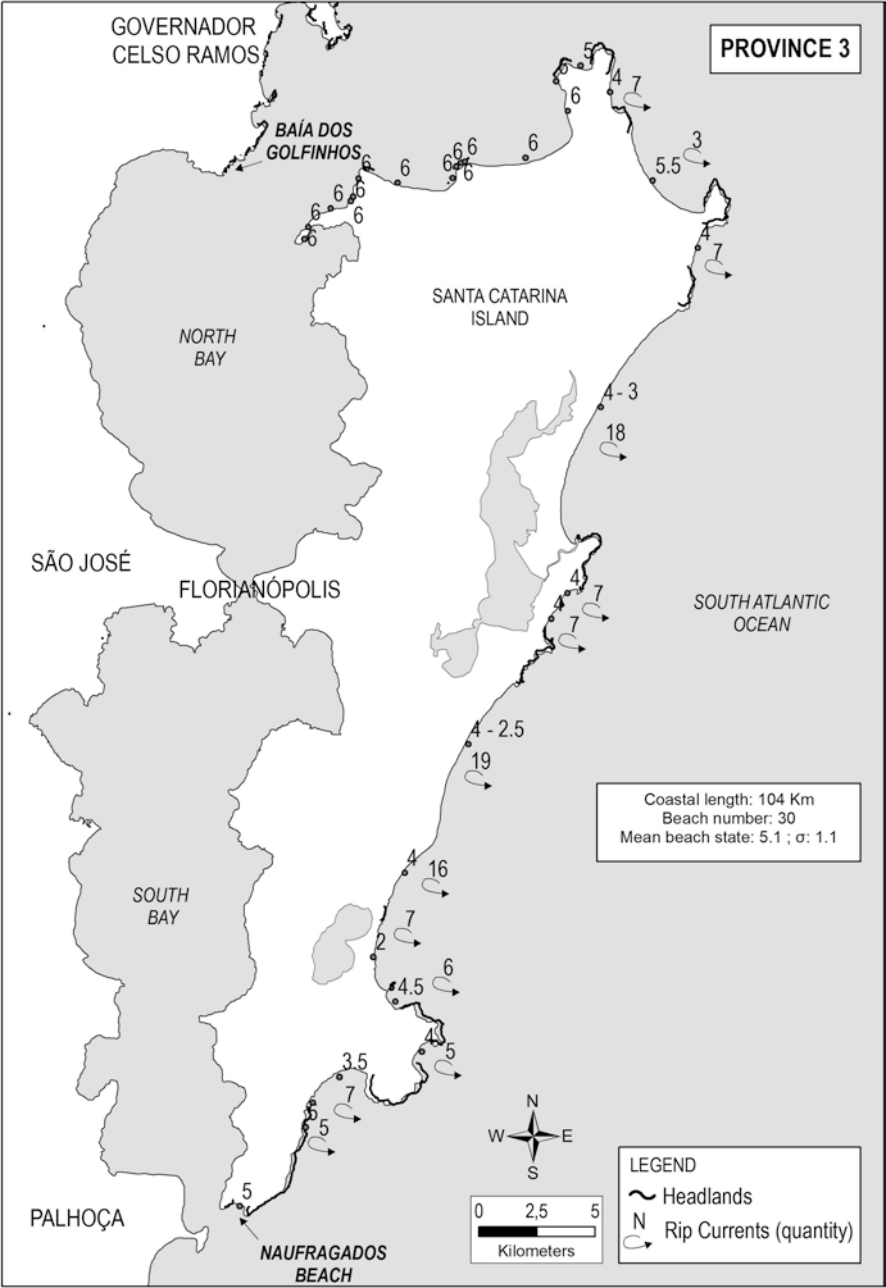 GOVERNADOR
CELSO RAMOS
PROVINCE 3
5
4
7
6
6
BAÍA DOS
GOLFINHOS
3
6
6
6
6
6
6
6
5.5
6
6
6
6
6
4
7
SANTA CATARINA
ISLAND
NORTH
BAY
4 - 3
18
SÃO JOSÉ
FLORIANÓPOLIS
4
7
4
7
SOUTH ATLANTIC
OCEAN
4 - 2.5
19
Coastal length: 104 Km
Beach number: 30
Mean beach state: 5.1 ; σ: 1.1
4
16
SOUTH
BAY
7
2
6
4.5
4
5
3.5
7
5
N
W
E
S
5
PALHOÇA
NAUFRAGADOS
BEACH
0 2,5 5
Kilometers
LEGEND
Headlands
N
Rip Currents (quantity)